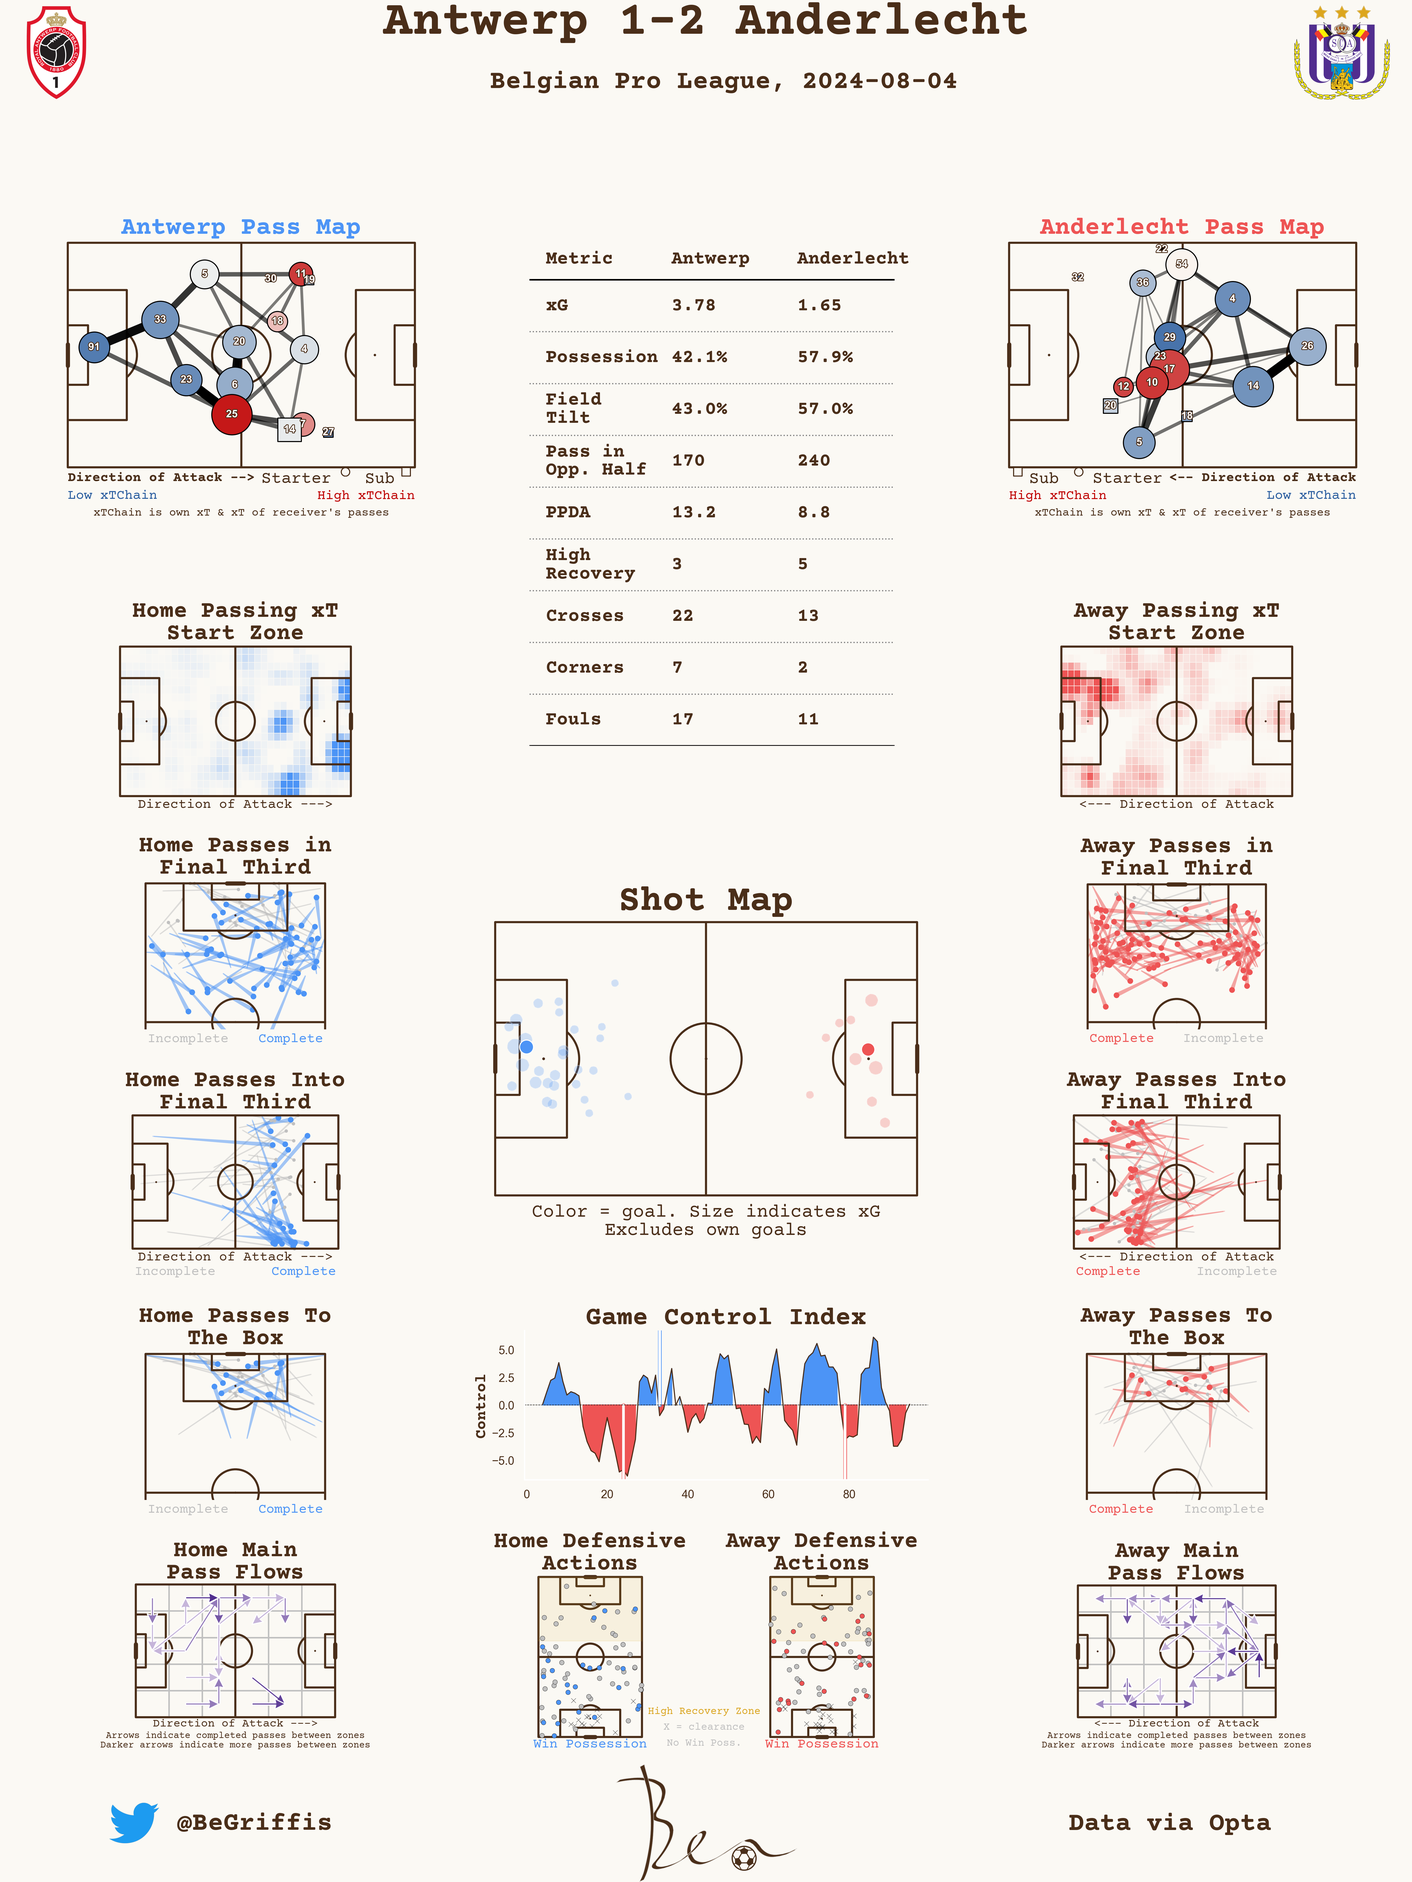 Antwerp 1-2 Anderlecht
Belgian Pro League, 2024-08-04
1
Antwerp Pass Map
5
30
11
19
33
18
91
20
4
23
6
25
14
7
27
Direction of Attack --> Starter Sub
Low xTChain High xTChain
xTChain is own xT & xT of receiver's passes
Metric Antwerp Anderlecht
xG 3.78 1.65
Possession 42.1% 57.9%
Field
Tilt 43.0% 57.0%
Pass in
Opp. Half 170 240
PPDA 13.2 8.8
High
Recovery 3 5
Crosses 22 13
Corners 7 2
Fouls 17 11
Anderlecht Pass Map
22
54
32
36
4
29
26
23
17
12
10
14
20
18
5
Sub Starter <-- Direction of Attack
High xTChain Low xTChain
xTChain is own xT & xT of receiver's passes
Home Passing xT
Start Zone
Direction of Attack --->
Away Passing xT
Start Zone
<--- Direction of Attack
Home Passes in
Final Third
Incomplete Complete
Away Passes in
Final Third
Complete Incomplete
Shot Map
Color = goal. Size indicates xG
Excludes own goals
Home Passes Into
Final Third
Direction of Attack --->
Incomplete Complete
Away Passes Into
Final Third
<--- Direction of Attack
Complete Incomplete
Home Passes To
The Box
Incomplete Complete
Game Control Index
Control
5.0
2.5
0.0
−2.5
−5.0
0 20 40 60 80
Away Passes To
The Box
Complete Incomplete
Home Main
Pass Flows
Direction of Attack --->
Arrows indicate completed passes between zones
Darker arrows indicate more passes between zones
Home Defensive
Actions
Win Possession
Away Defensive
Actions
Win Possession
High Recovery Zone
X = clearance
No Win Poss.
Away Main
Pass Flows
<--- Direction of Attack
Arrows indicate completed passes between zones
Darker arrows indicate more passes between zones
@BeGriffis
Ben
Data via Opta